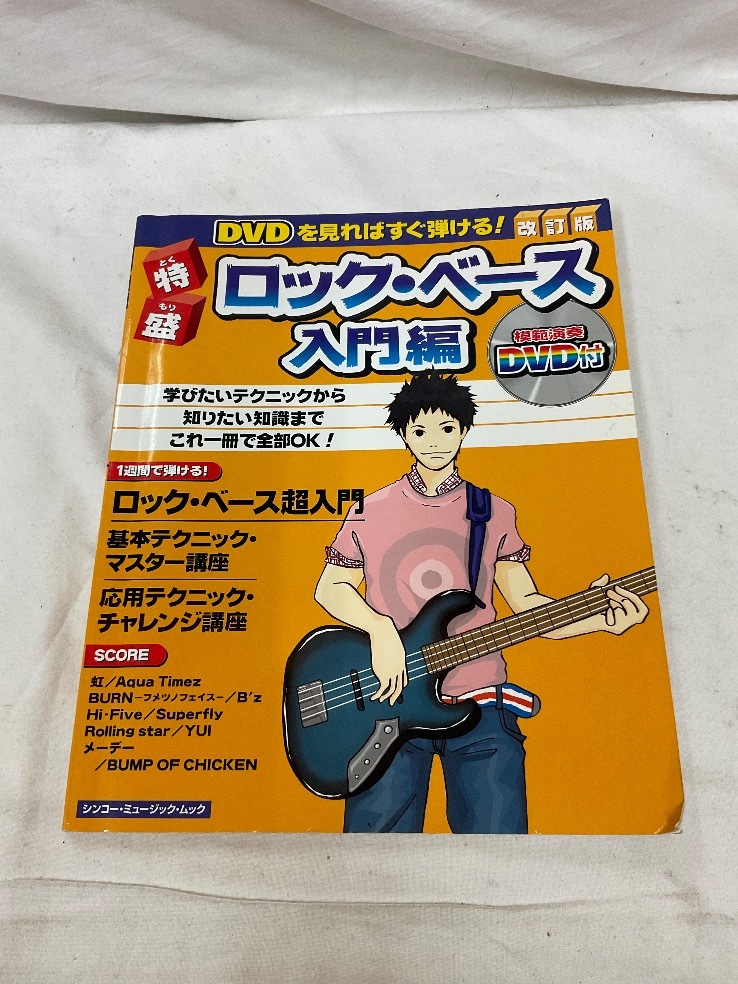 DVDを見ればすぐ弾ける!
改訂版
とく
特
もり
盛
ロック・ベース
入門編
模範演奏
DVD付
学びたいテクニックから
知りたい知識まで
これ一冊で全部OK!
1週間で弾ける!
ロック・ベース超入門
基本テクニック・
マスター講座
応用テクニック・
チャレンジ講座
SCORE
虹/Aqua Timez
BURN−フメツノフェイス−/B'z
Hi-Five/Superfly
Rolling star/YUI
メーデー
/BUMP OF CHICKEN
シンコー・ミュージック・ムック